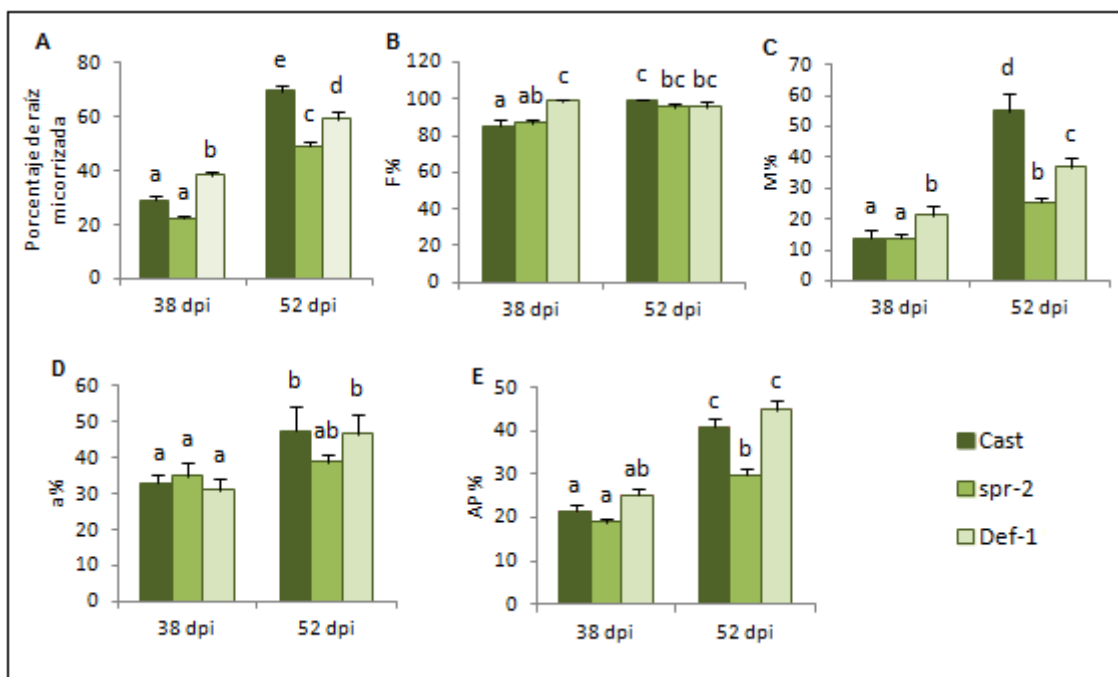 A
Porcentaje de raíz
micorrizada
80
60
40
20
0
a
a
b
e
c
d
38 dpi
52 dpi
B
F%
120
100
80
60
40
20
0
a
ab
c
c
bc
bc
38 dpi
52 dpi
C
M%
70
60
50
40
30
20
10
0
a
a
b
d
b
c
38 dpi
52 dpi
D
a%
60
50
40
30
20
10
0
a
a
a
b
ab
b
38 dpi
52 dpi
E
AP%
50
40
30
20
10
0
a
a
ab
c
b
c
38 dpi
52 dpi
Cast
spr-2
Def-1